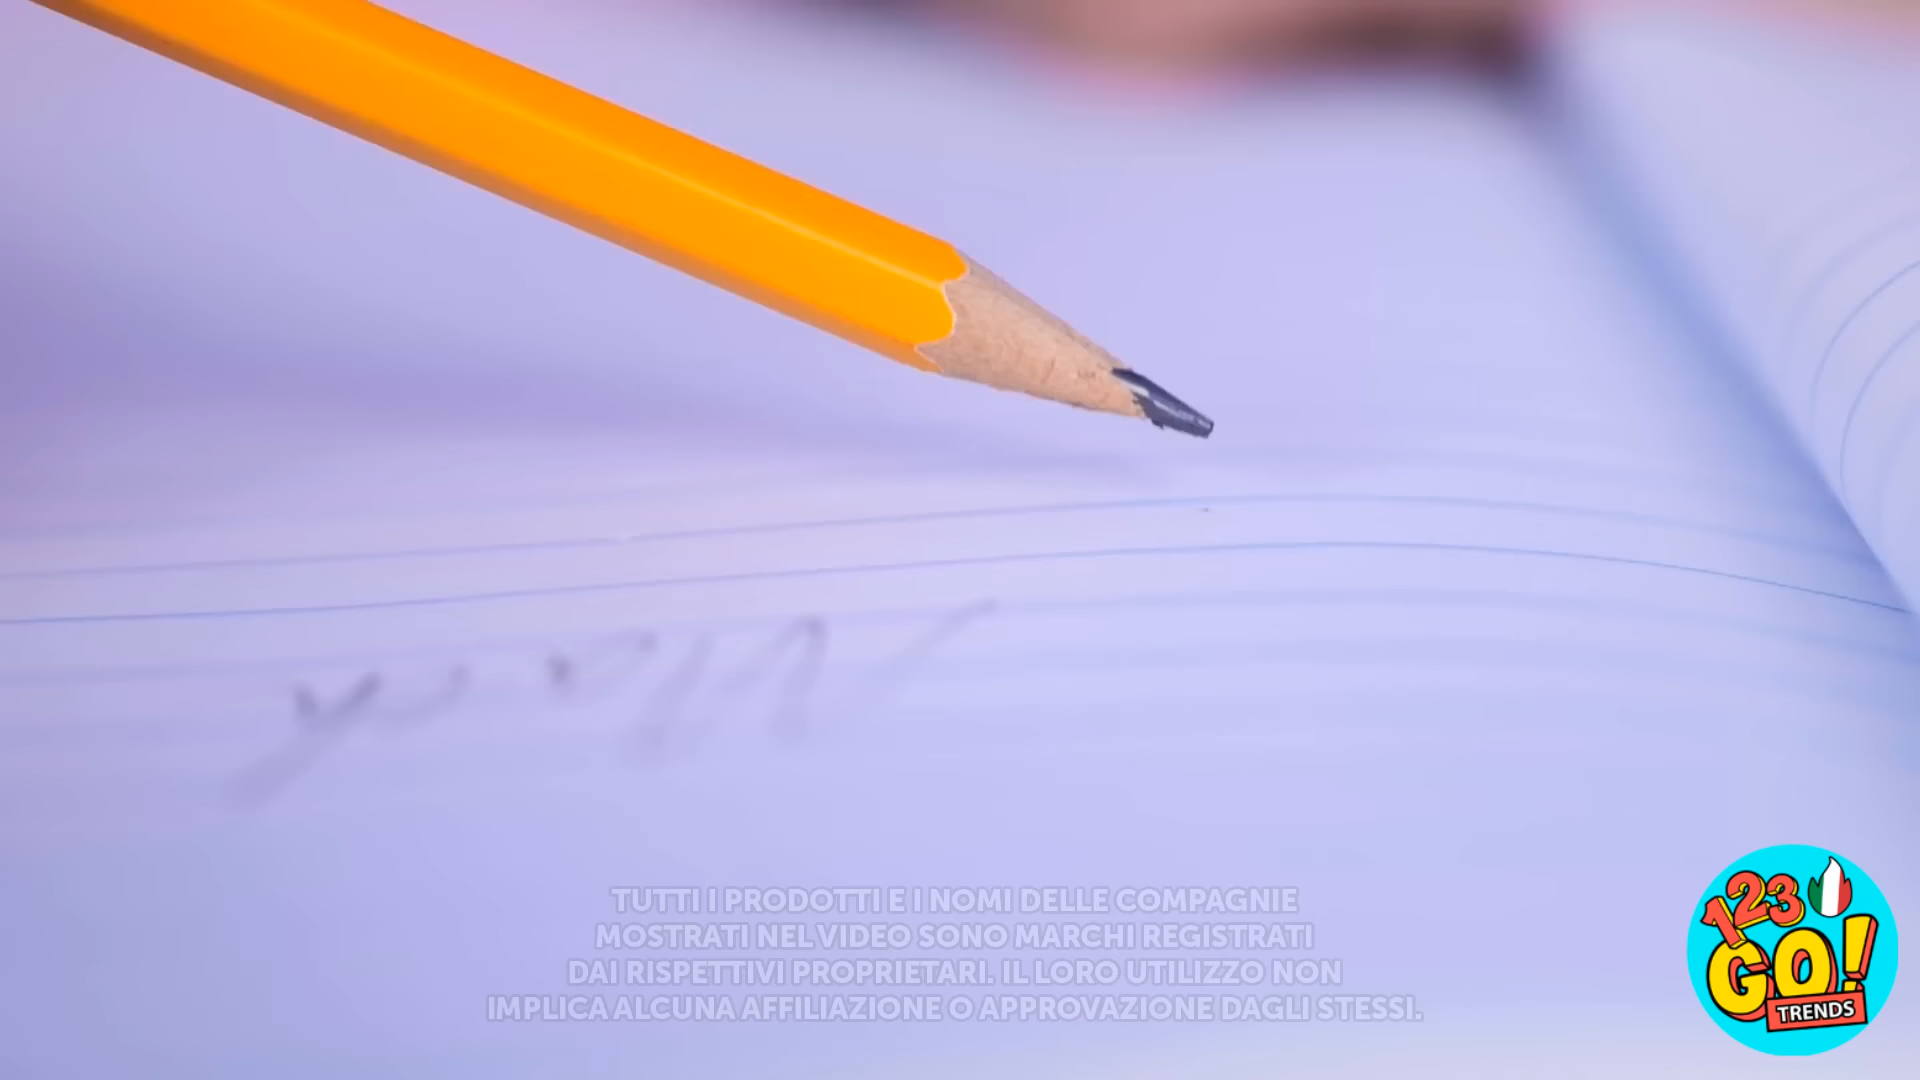 TUTTI I PRODOTTI E I NOMI DELLE COMPAGNIE
MOSTRATI NEL VIDEO SONO MARCHI REGISTRATI
DAI RISPETTIVI PROPRIETARI. IL LORO UTILIZZO NON
IMPLICA ALCUNA AFFILIAZIONE O APPROVAZIONE DAGLI STESSI.
123
GO!
TRENDS